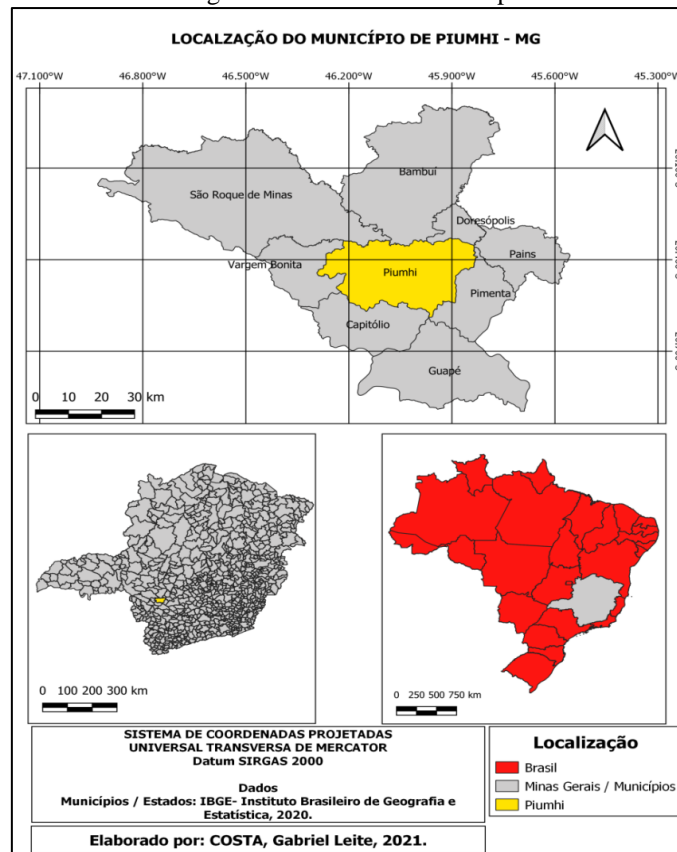 LOCALZAÇÃO DO MUNICÍPIO DE PIUMHI - MG
47.100°W 46.800°W 46.500°W 46.200°W 45.900°W 45.600°W 45.300°W
Bambuí
São Roque de Minas
Doresópolis
Pains
Vargem Bonita
Piumhi
Pimenta
Capitólio
Guapé
0 10 20 30 km
0 100 200 300 km
0 250 500 750 km
SISTEMA DE COORDENADAS PROJETADAS
UNIVERSAL TRANSVERSA DE MERCATOR
Datum SIRGAS 2000
Dados
Municípios / Estados: IBGE- Instituto Brasileiro de Geografia e
Estatística, 2020.
Localização
Brasil
Minas Gerais / Municípios
Piumhi
Elaborado por: COSTA, Gabriel Leite, 2021.